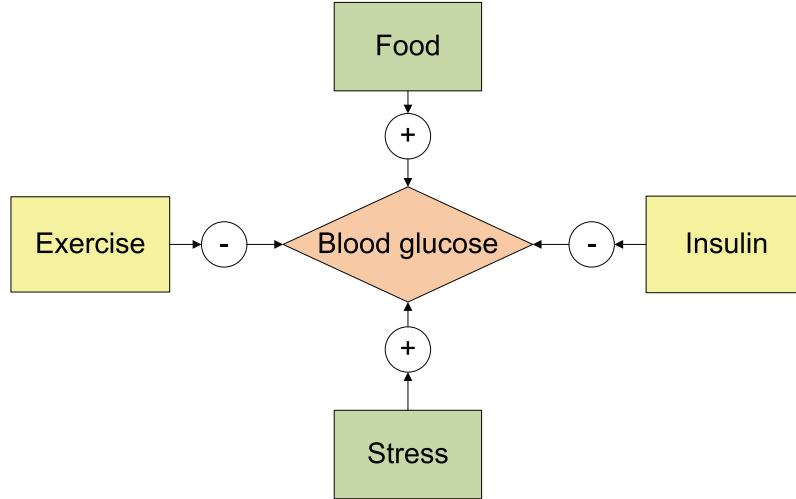 Food
+
Exercise
-
Blood glucose
-
Insulin
+
Stress